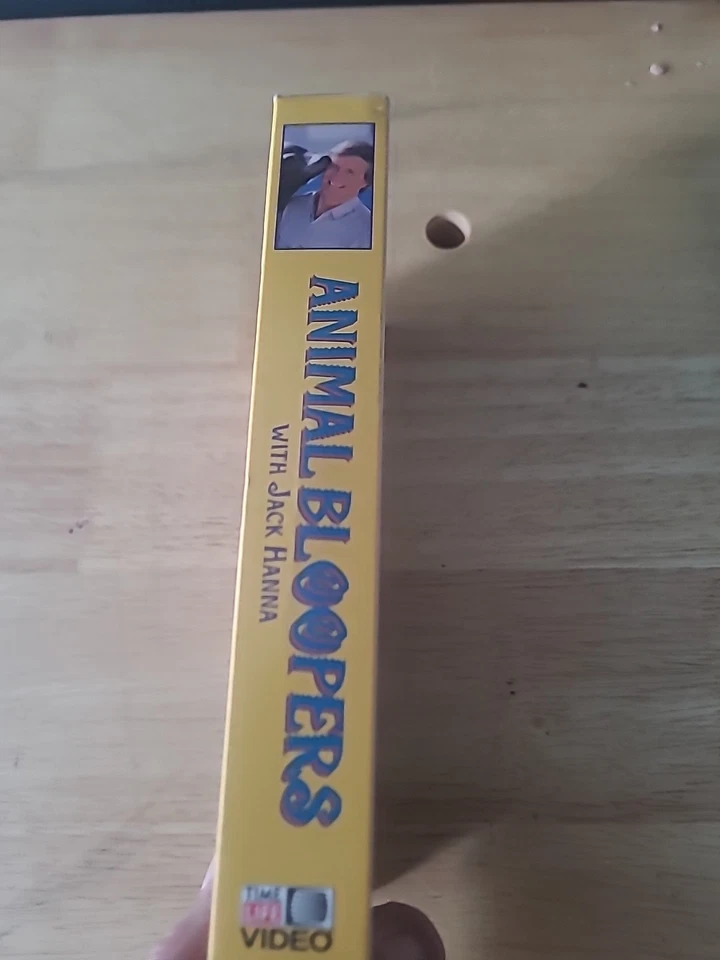 ANIMAL BLOOPERS
WITH JACK HANNA
TIME
LIFE
VIDEO